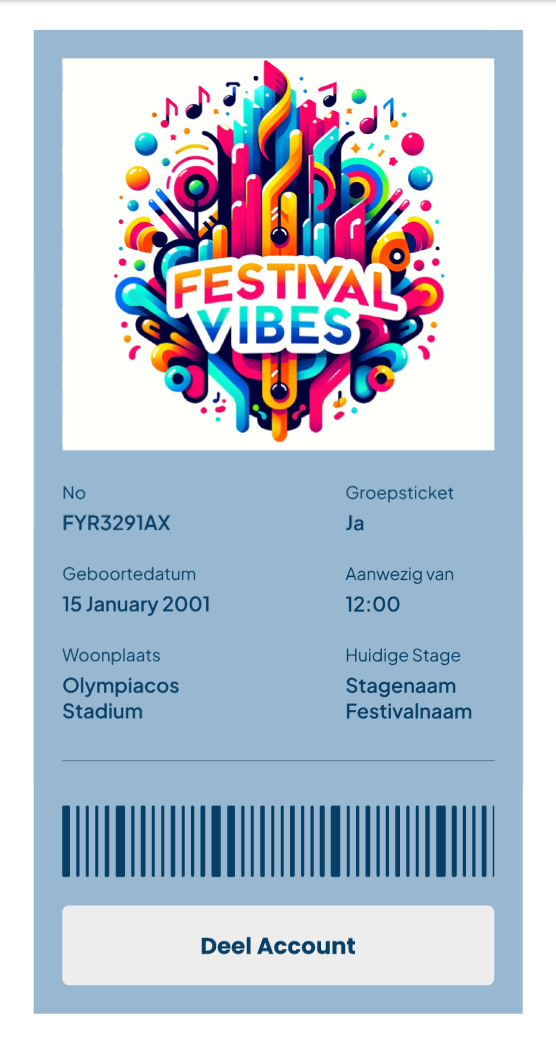 FESTIVAL
VIBES
No
FYR3291AX
Groepsticket
Ja
Geboortedatum
15 January 2001
Aanwezig van
12:00
Woonplaats
Olympiacos
Stadium
Huidige Stage
Stagenaam
Festivalnaam
Deel Account